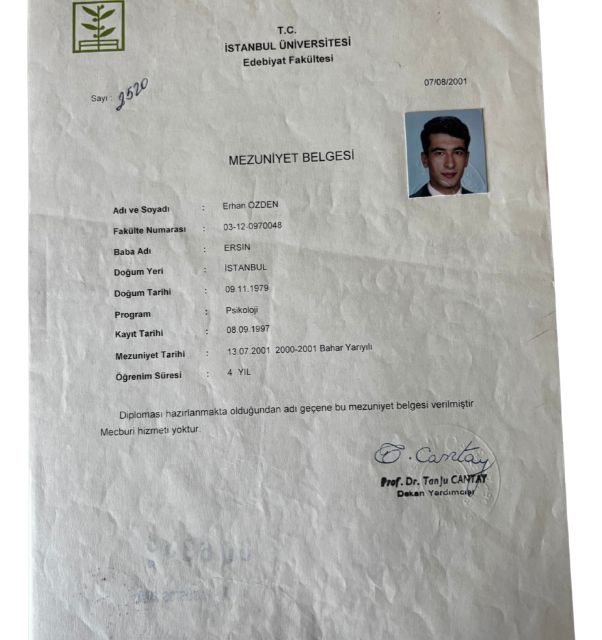 T.C.
İSTANBUL ÜNİVERSİTESİ
Edebiyat Fakültesi
07/08/2001
Sayı : 2520
MEZUNİYET BELGESİ
Adı ve Soyadı : Erhan ÖZDEN
Fakülte Numarası : 03-12-0970048
Baba Adı : ERSİN
Doğum Yeri : İSTANBUL
Doğum Tarihi : 09.11.1979
Program : Psikoloji
Kayıt Tarihi : 08.09.1997
Mezuniyet Tarihi : 13.07.2001 2000-2001 Bahar Yarıyılı
Öğrenim Süresi : 4 YIL
Diploması hazırlanmakta olduğundan adı geçene bu mezuniyet belgesi verilmiştir
Mecburi hizmeti yoktur.
T. Cantay
Prof. Dr. Tanju CANTAY
Dekan Yardımcısı